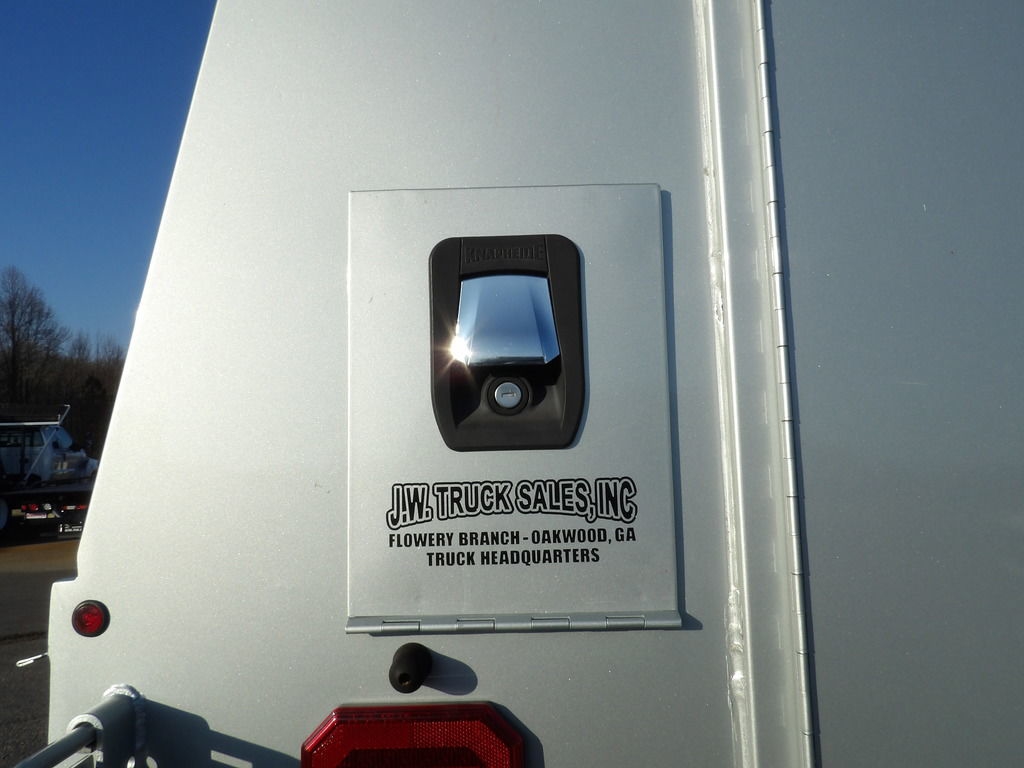 KNAPHEIDE
J.W. TRUCK SALES, INC
FLOWERY BRANCH - OAKWOOD, GA
TRUCK HEADQUARTERS